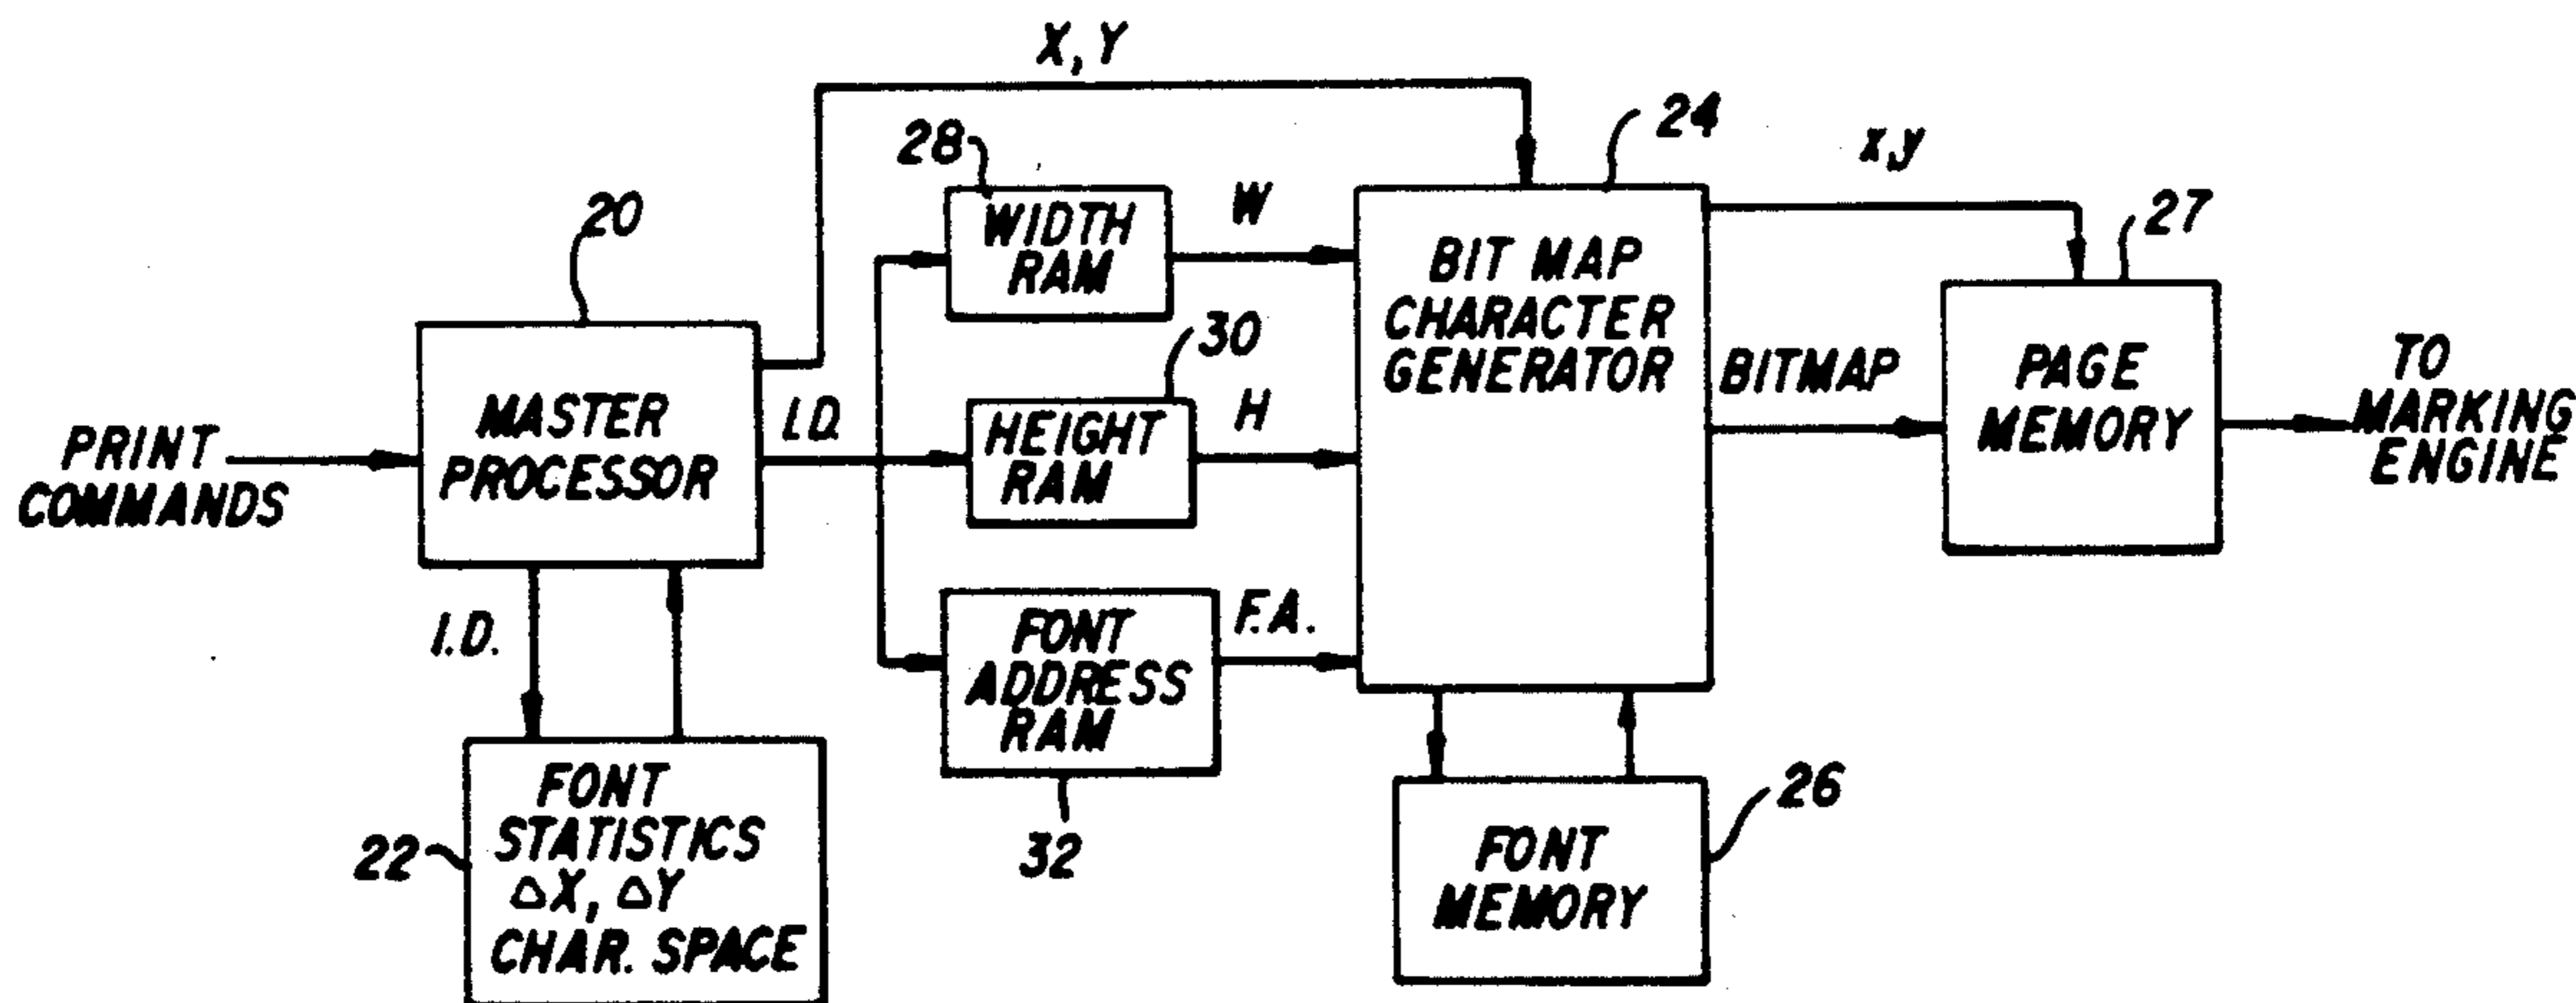 X, Y
24
28
x,y
WIDTH
RAM
W
27
20
BIT MAP
CHARACTER
GENERATOR
30
MASTER
PROCESSOR
I.D.
HEIGHT
RAM
H
BITMAP
PAGE
MEMORY
TO
MARKING
ENGINE
PRINT
COMMANDS
I.D.
FONT
ADDRESS
RAM
F.A.
32
22
FONT
STATISTICS
ΔX, ΔY
CHAR. SPACE
FONT
MEMORY
26